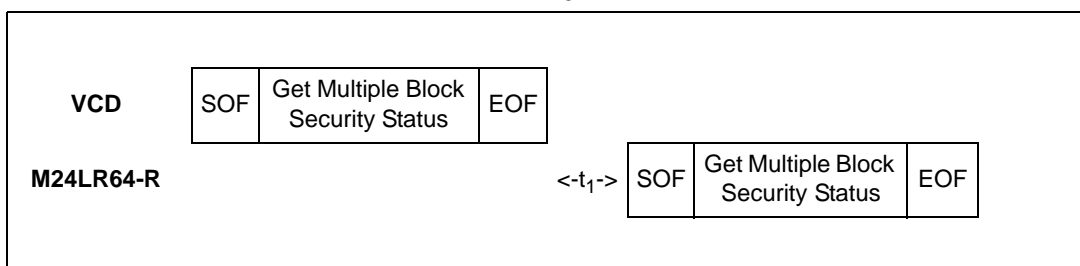 VCD
SOF
Get Multiple Block
Security Status
EOF
M24LR64-R
<-t₁->
SOF
Get Multiple Block
Security Status
EOF